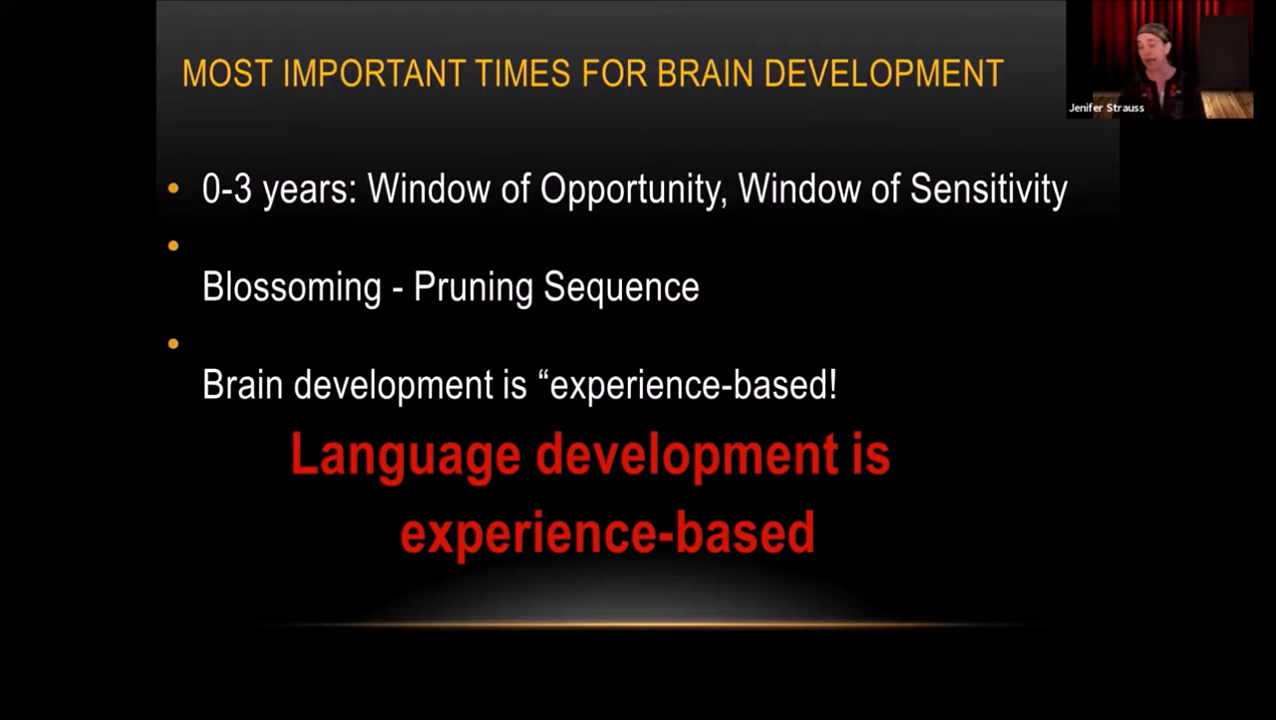 MOST IMPORTANT TIMES FOR BRAIN DEVELOPMENT
Jenifer Strauss
• 0-3 years: Window of Opportunity, Window of Sensitivity
•
Blossoming - Pruning Sequence
•
Brain development is “experience-based!
Language development is
experience-based